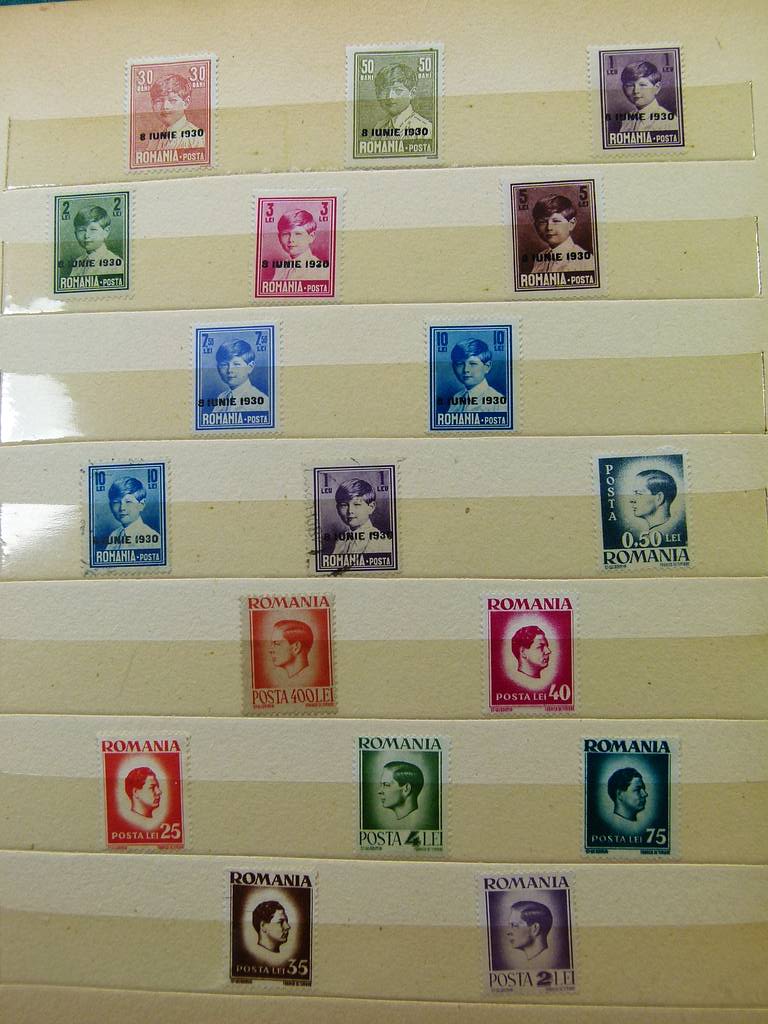 30 30
BANI BANI
8 IUNIE 1930
ROMANIA·POSTA
50 50
BANI BANI
8 IUNIE 1930
ROMANIA·POSTA
1 1
LEU LEU
8 IUNIE 1930
ROMANIA·POSTA
2 2
LEI LEI
8 IUNIE 1930
ROMANIA·POSTA
3 3
LEI LEI
8 IUNIE 1930
ROMANIA·POSTA
5 5
LEI LEI
8 IUNIE 1930
ROMANIA·POSTA
7,50 7,50
LEI LEI
8 IUNIE 1930
ROMANIA·POSTA
10 10
LEI LEI
8 IUNIE 1930
ROMANIA·POSTA
10 10
LEI LEI
8 IUNIE 1930
ROMANIA·POSTA
1 1
LEU LEU
8 IUNIE 1930
ROMANIA·POSTA
POSTA
0.50 LEI
ROMANIA
ROMANIA
POSTA 400 LEI
ROMANIA
POSTA LEI 40
ROMANIA
POSTA LEI 25
ROMANIA
POSTA 4 LEI
ROMANIA
POSTA LEI 75
ROMANIA
POSTA LEI 35
ROMANIA
POSTA 2 LEI